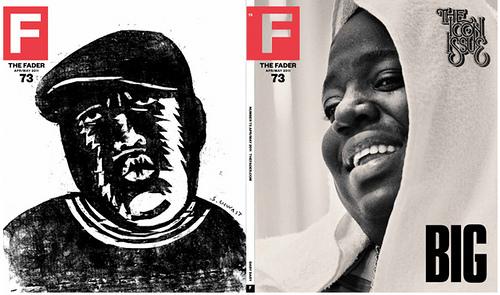 F
THE FADER
APR/MAY 2011
73
F
THE FADER
APR/MAY 2011
73
THE
ICON
ISSUE
BIG